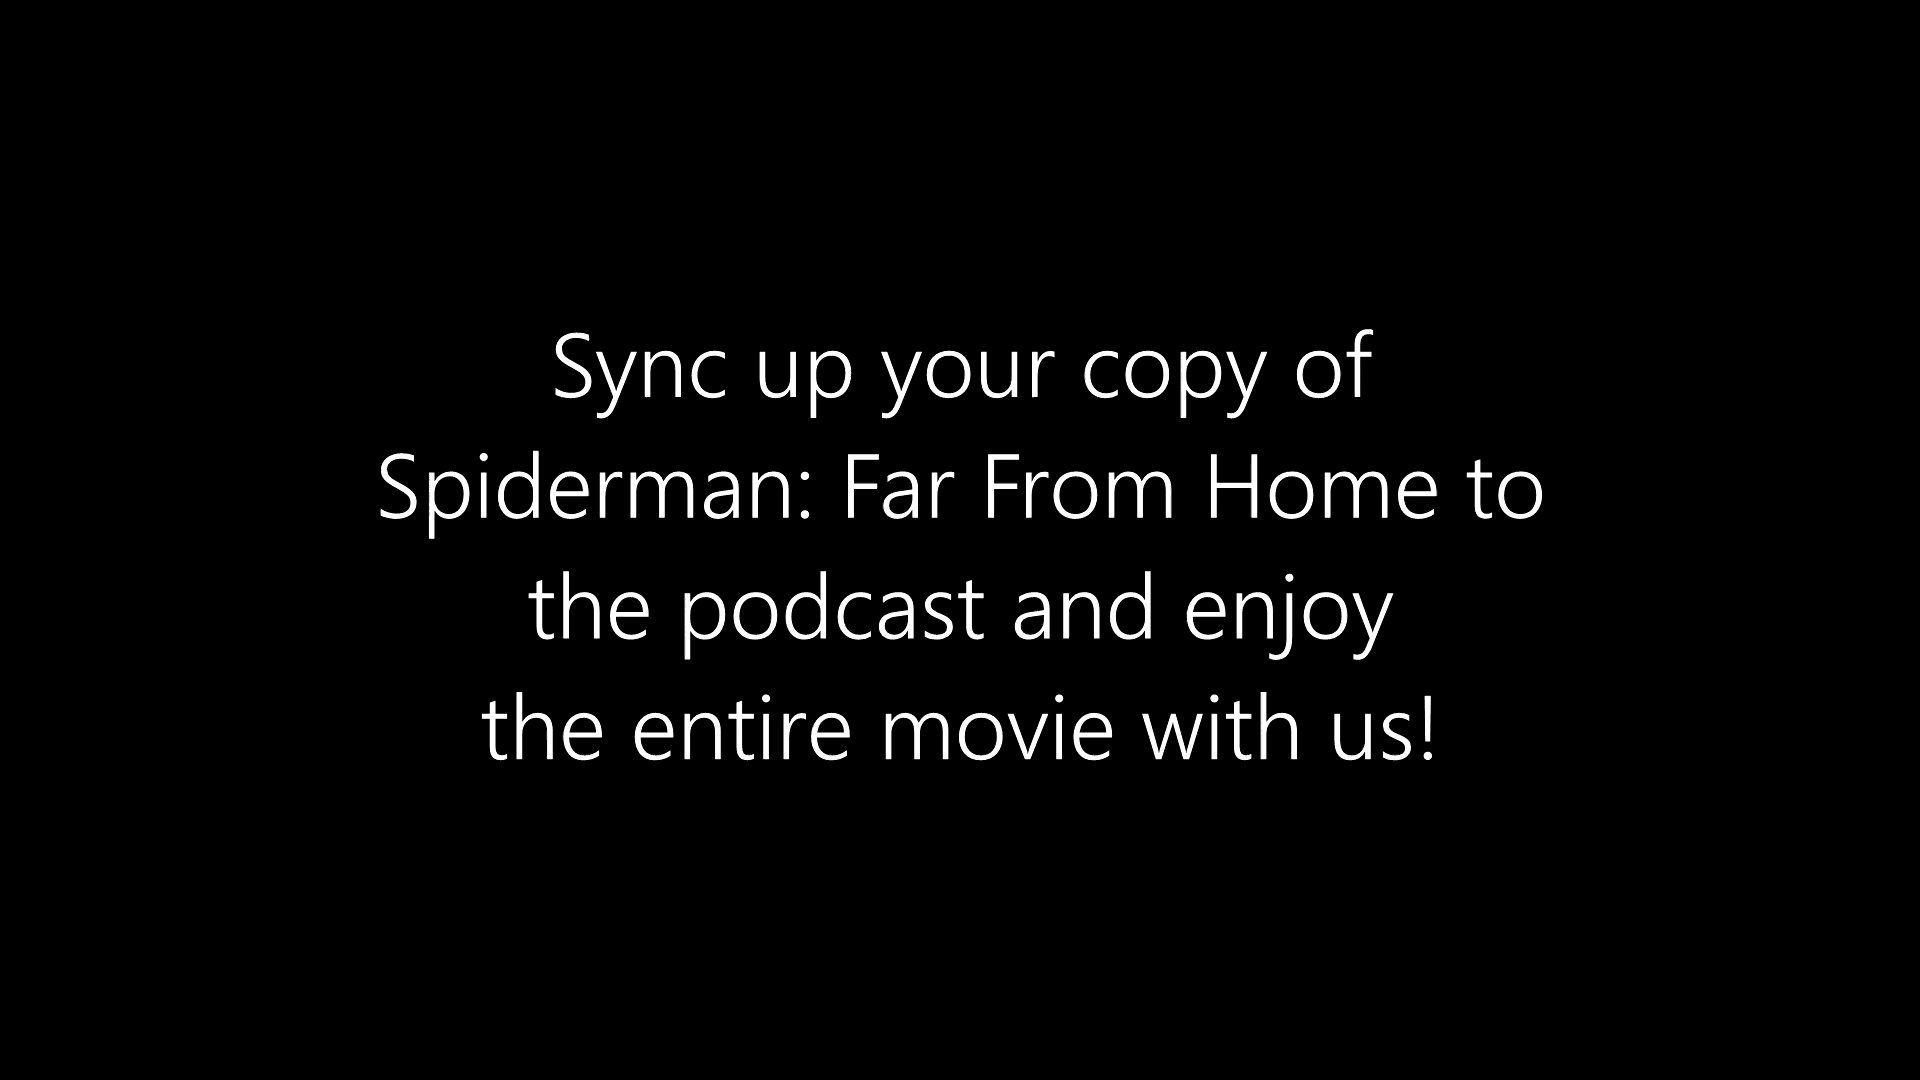 Sync up your copy of
Spiderman: Far From Home to
the podcast and enjoy
the entire movie with us!